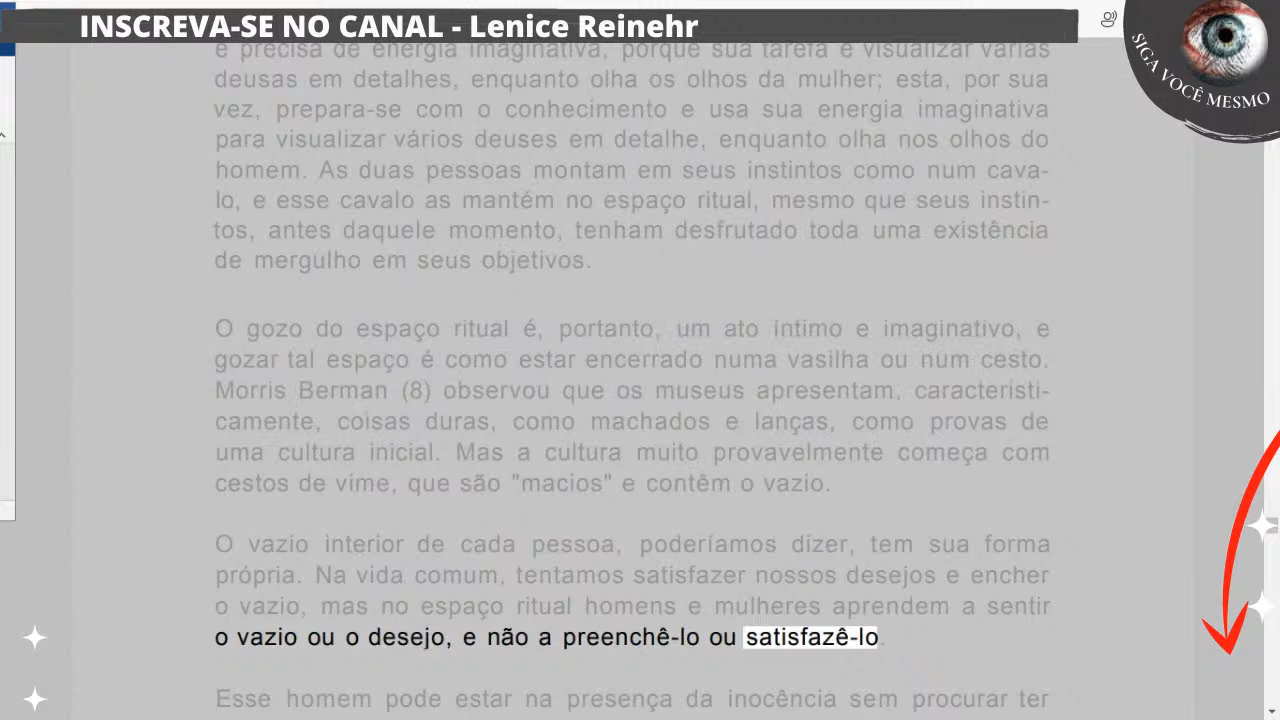 INSCREVA-SE NO CANAL - Lenice Reinehr
SIGA VOCÊ MESMO
e precisa de energia imaginativa, porque sua tarefa é visualizar várias
deusas em detalhes, enquanto olha os olhos da mulher; esta, por sua
vez, prepara-se com o conhecimento e usa sua energia imaginativa
para visualizar vários deuses em detalhe, enquanto olha nos olhos do
homem. As duas pessoas montam em seus instintos como num cava-
lo, e esse cavalo as mantém no espaço ritual, mesmo que seus instin-
tos, antes daquele momento, tenham desfrutado toda uma existência
de mergulho em seus objetivos.
O gozo do espaço ritual é, portanto, um ato íntimo e imaginativo, e
gozar tal espaço é como estar encerrado numa vasilha ou num cesto.
Morris Berman (8) observou que os museus apresentam, caracteristi-
camente, coisas duras, como machados e lanças, como provas de
uma cultura inicial. Mas a cultura muito provavelmente começa com
cestos de vime, que são "macios" e contêm o vazio.
O vazio interior de cada pessoa, poderíamos dizer, tem sua forma
própria. Na vida comum, tentamos satisfazer nossos desejos e encher
o vazio, mas no espaço ritual homens e mulheres aprendem a sentir
o vazio ou o desejo, e não a preenchê-lo ou satisfazê-lo.
Esse homem pode estar na presença da inocência sem procurar ter